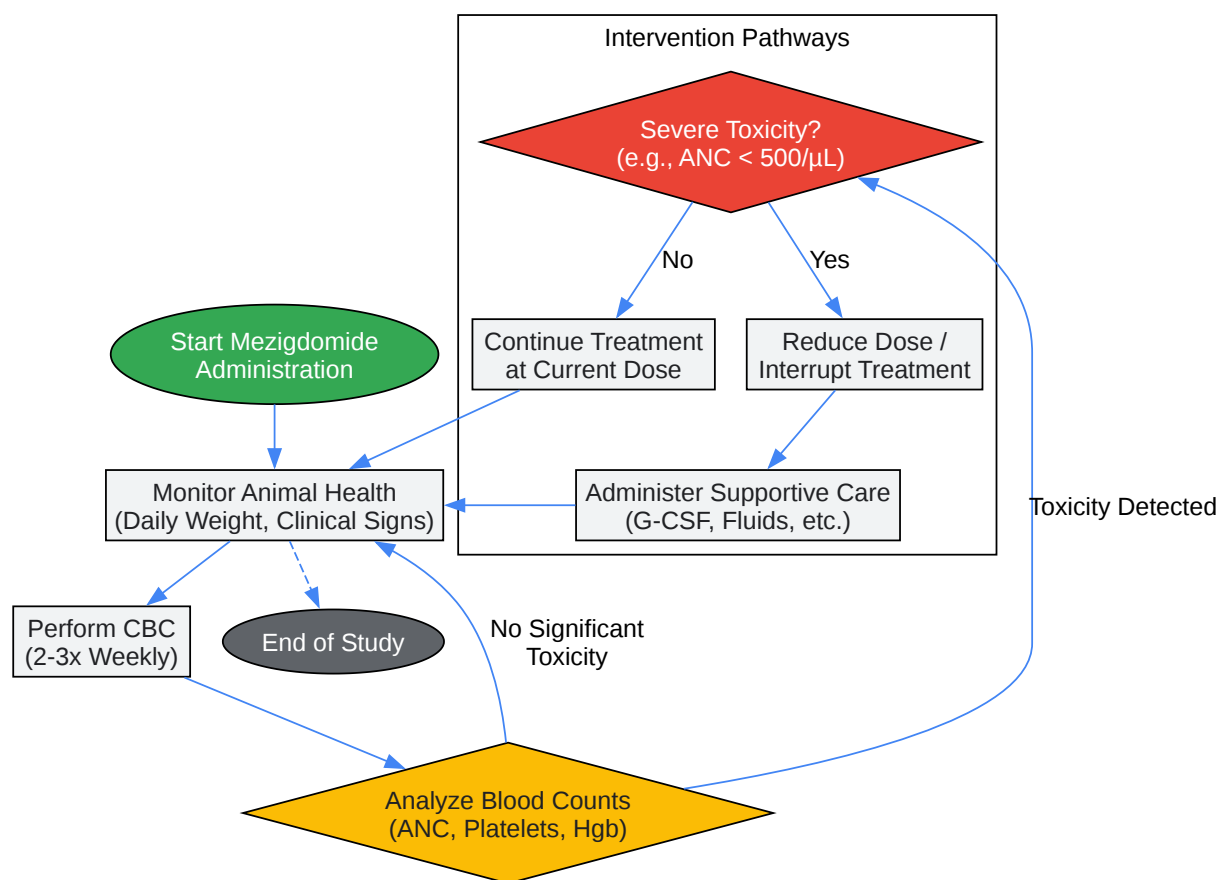 Intervention Pathways
Severe Toxicity?
(e.g., ANC < 500/µL)
No
Yes
Start Mezigdomide
Administration
Continue Treatment
at Current Dose
Reduce Dose /
Interrupt Treatment
Monitor Animal Health
(Daily Weight, Clinical Signs)
Administer Supportive Care
(G-CSF, Fluids, etc.)
Toxicity Detected
Perform CBC
(2-3x Weekly)
End of Study
No Significant
Toxicity
Analyze Blood Counts
(ANC, Platelets, Hgb)